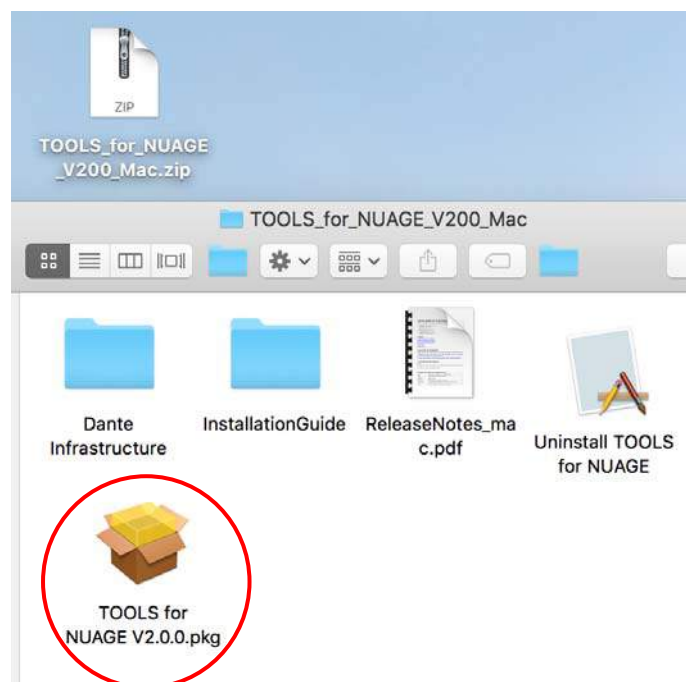 ZIP
TOOLS_for_NUAGE
_V200_Mac.zip
TOOLS_for_NUAGE_V200_Mac
Dante
Infrastructure
InstallationGuide
ReleaseNotes_ma
c.pdf
Uninstall TOOLS
for NUAGE
TOOLS for
NUAGE V2.0.0.pkg